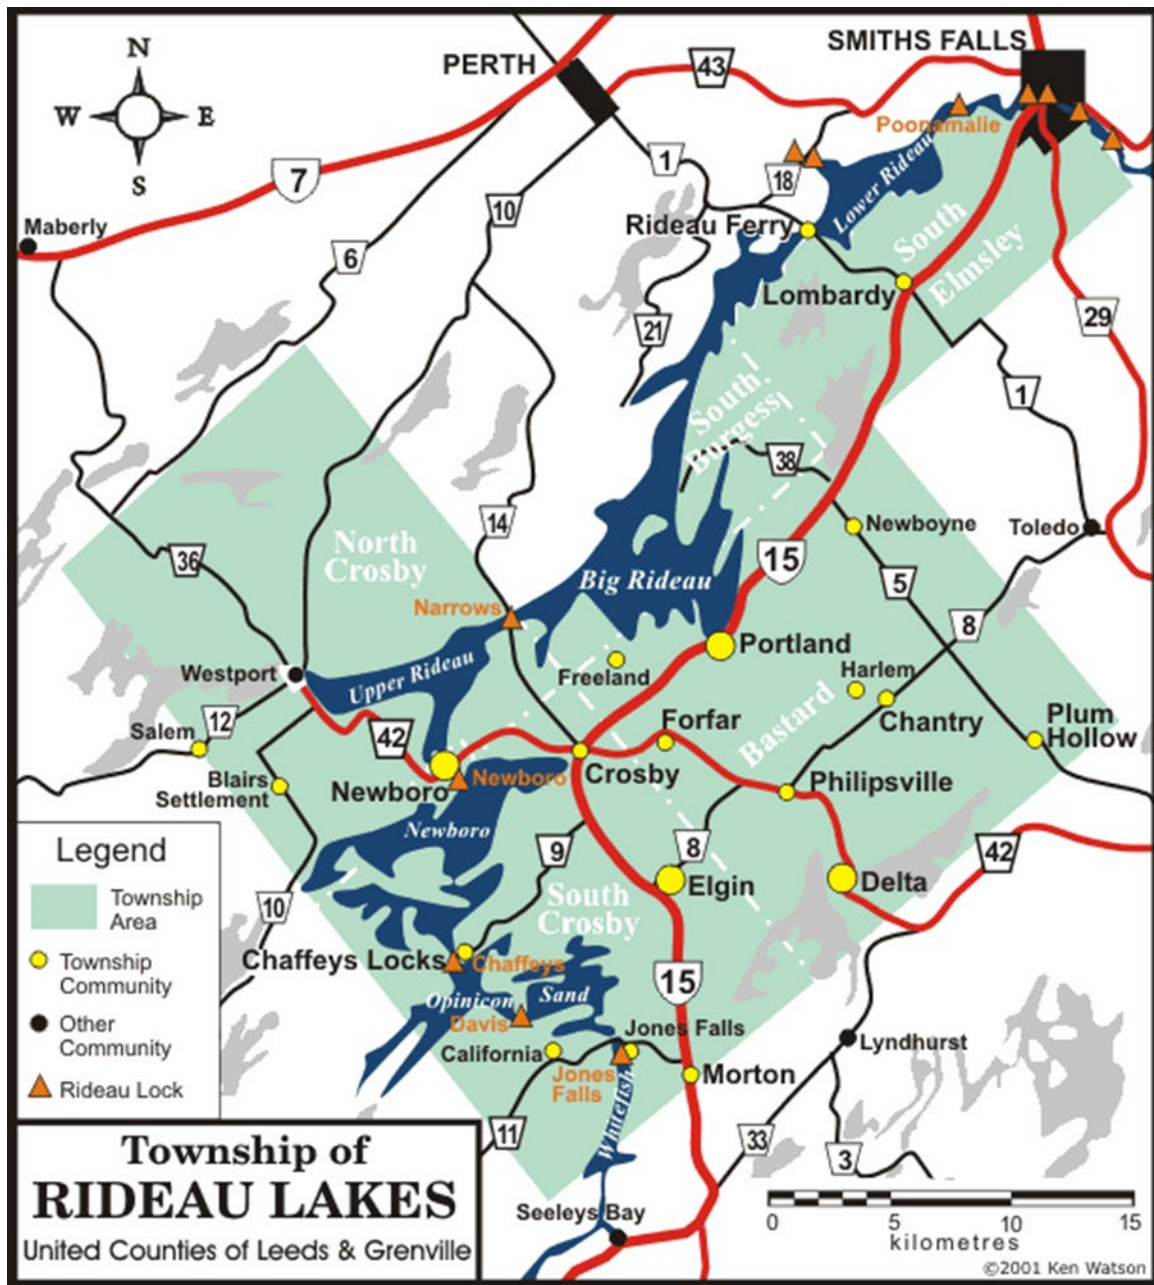 SMITHS FALLS
PERTH
43
N
W E
S
Poonamalie
1
7
18
Lower Rideau
10
Maberly
Rideau Ferry
6
South
Elmsley
Lombardy
29
21
1
South
Burgess
38
14
Newboyne
Toledo
North
Crosby
15
36
Big Rideau
5
Narrows
8
Portland
Westport
Upper Rideau
Freeland
Harlem
12
Forfar
Bastard
Chantry
Plum
Hollow
Salem
42
Crosby
Newboro
Newboro
Philipsville
Blairs
Settlement
Newboro
Legend
9
8
42
Elgin
Delta
Township
Area
South
Crosby
10
Township
Community
Chaffeys Locks
Chaffeys
15
Opinicon
Sand
Other
Community
Davis
Jones Falls
California
Lyndhurst
Rideau Lock
Jones
Falls
Morton
Whitefish
11
33
3
Township of
RIDEAU LAKES
United Counties of Leeds & Grenville
Seeleys Bay
0 5 10 15
kilometres
©2001 Ken Watson